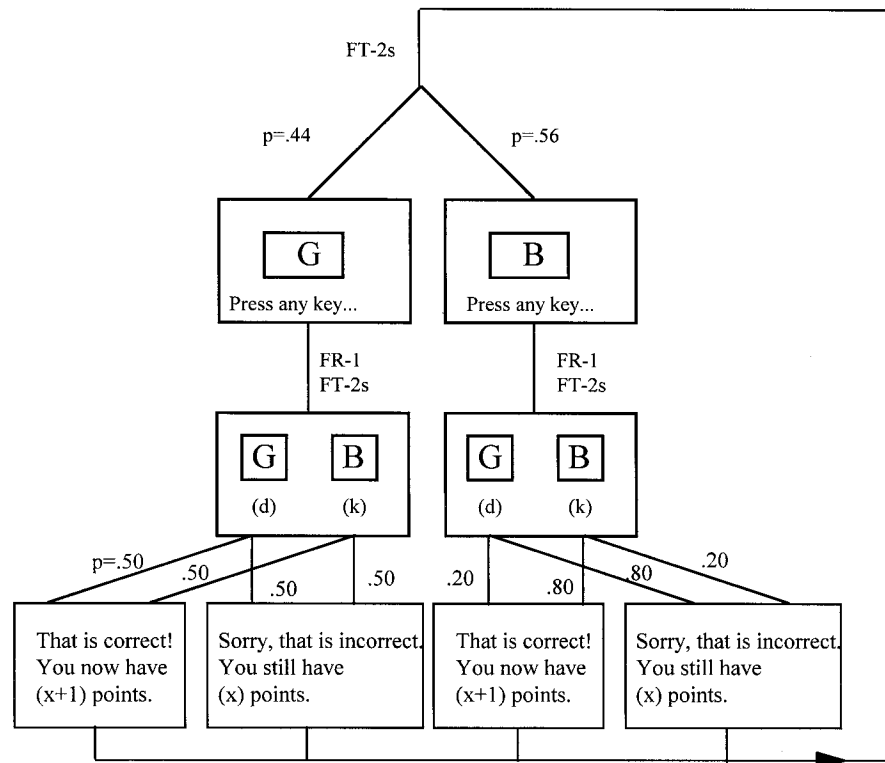 FT-2s
p=.44
p=.56
G
B
Press any key...
Press any key...
FR-1
FT-2s
FR-1
FT-2s
G
B
G
B
(d)
(k)
(d)
(k)
p=.50
.50
.50
.50
.20
.80
.80
.20
That is correct!
You now have
(x+1) points.
Sorry, that is incorrect.
You still have
(x) points.
That is correct!
You now have
(x+1) points.
Sorry, that is incorrect.
You still have
(x) points.